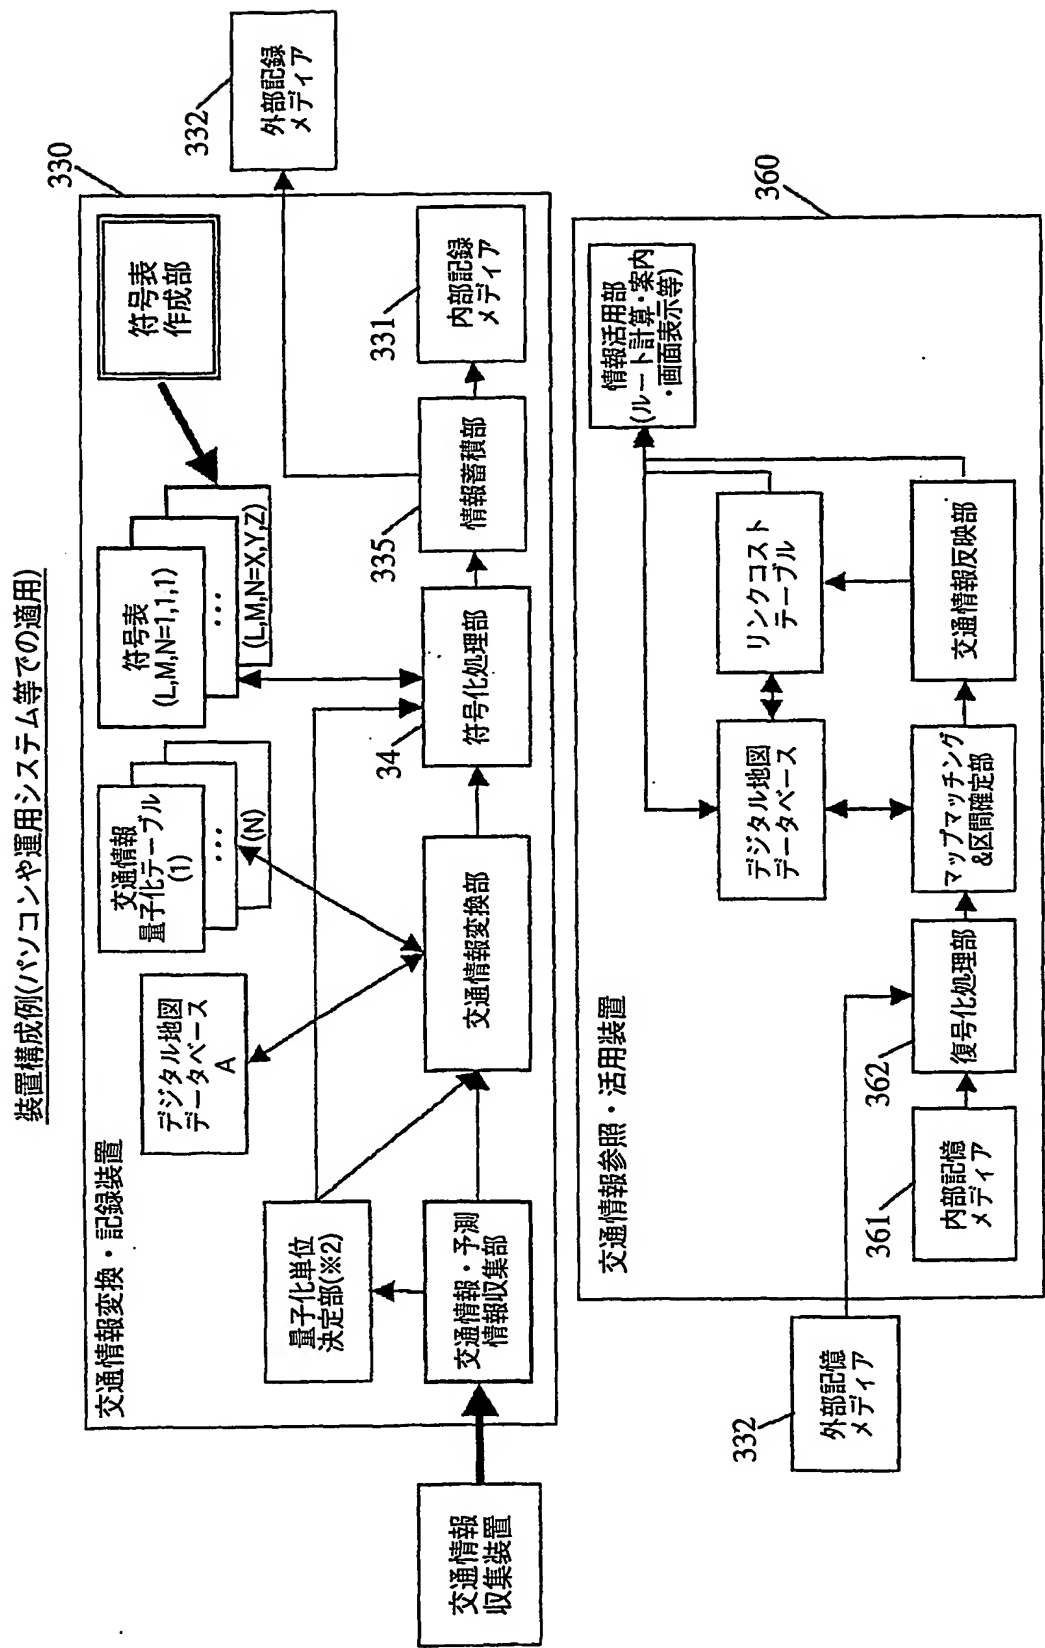 装置構成例(パソコンや運用システム等での適用)
330
332
外部記録
メディア
交通情報変換・記録装置
符号表
作成部
符号表
(L,M,N=1,1,1)
・・・
(L,M,N=X,Y,Z)
交通情報
量子化テーブル
(1)
・・・
(N)
デジタル地図
データベース
A
量子化単位
決定部(※2)
交通情報・予測
情報収集部
交通情報
収集装置
交通情報変換部
34
符号化処理部
335
情報蓄積部
331
内部記録
メディア
360
交通情報参照・活用装置
情報活用部
(ルート計算・案内
・画面表示等)
リンクコスト
テーブル
デジタル地図
データベース
交通情報反映部
マップマッチング
&区間確定部
362
復号化処理部
361
内部記憶
メディア
332
外部記憶
メディア